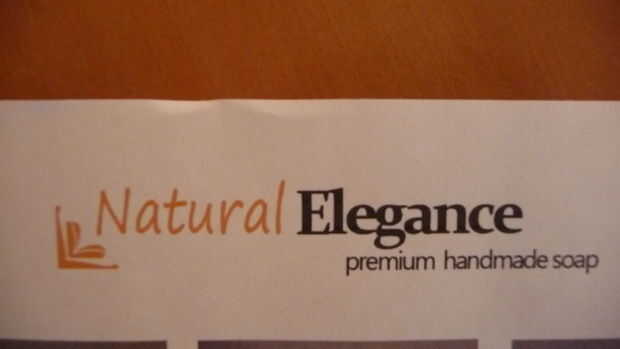 Natural Elegance
premium handmade soap